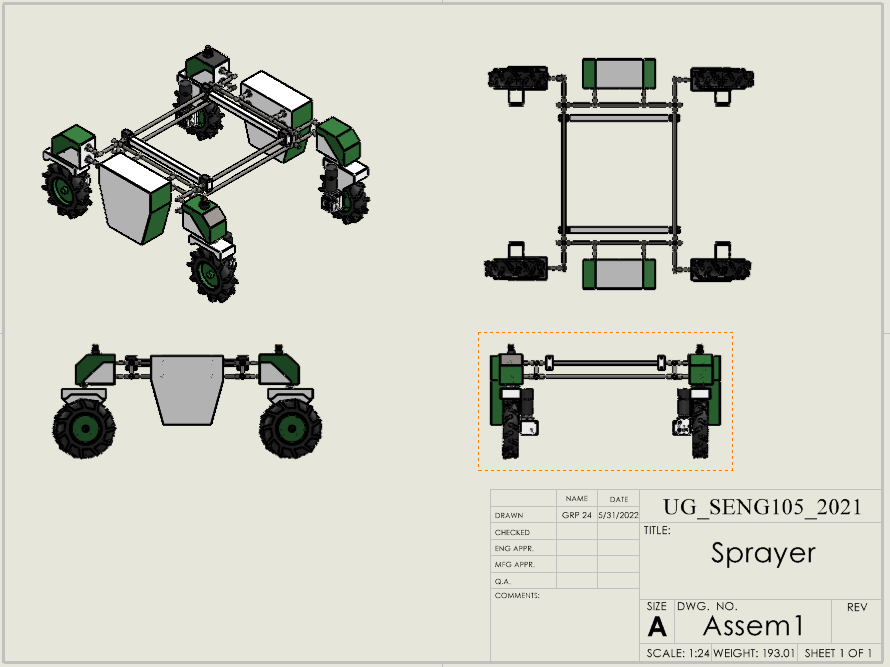 NAME DATE
DRAWN GRP 24 5/31/2022
CHECKED
ENG APPR.
MFG APPR.
Q.A.
COMMENTS:
UG_SENG105_2021
TITLE:
Sprayer
SIZE DWG. NO. REV
A Assem1
SCALE: 1:24 WEIGHT: 193.01 SHEET 1 OF 1